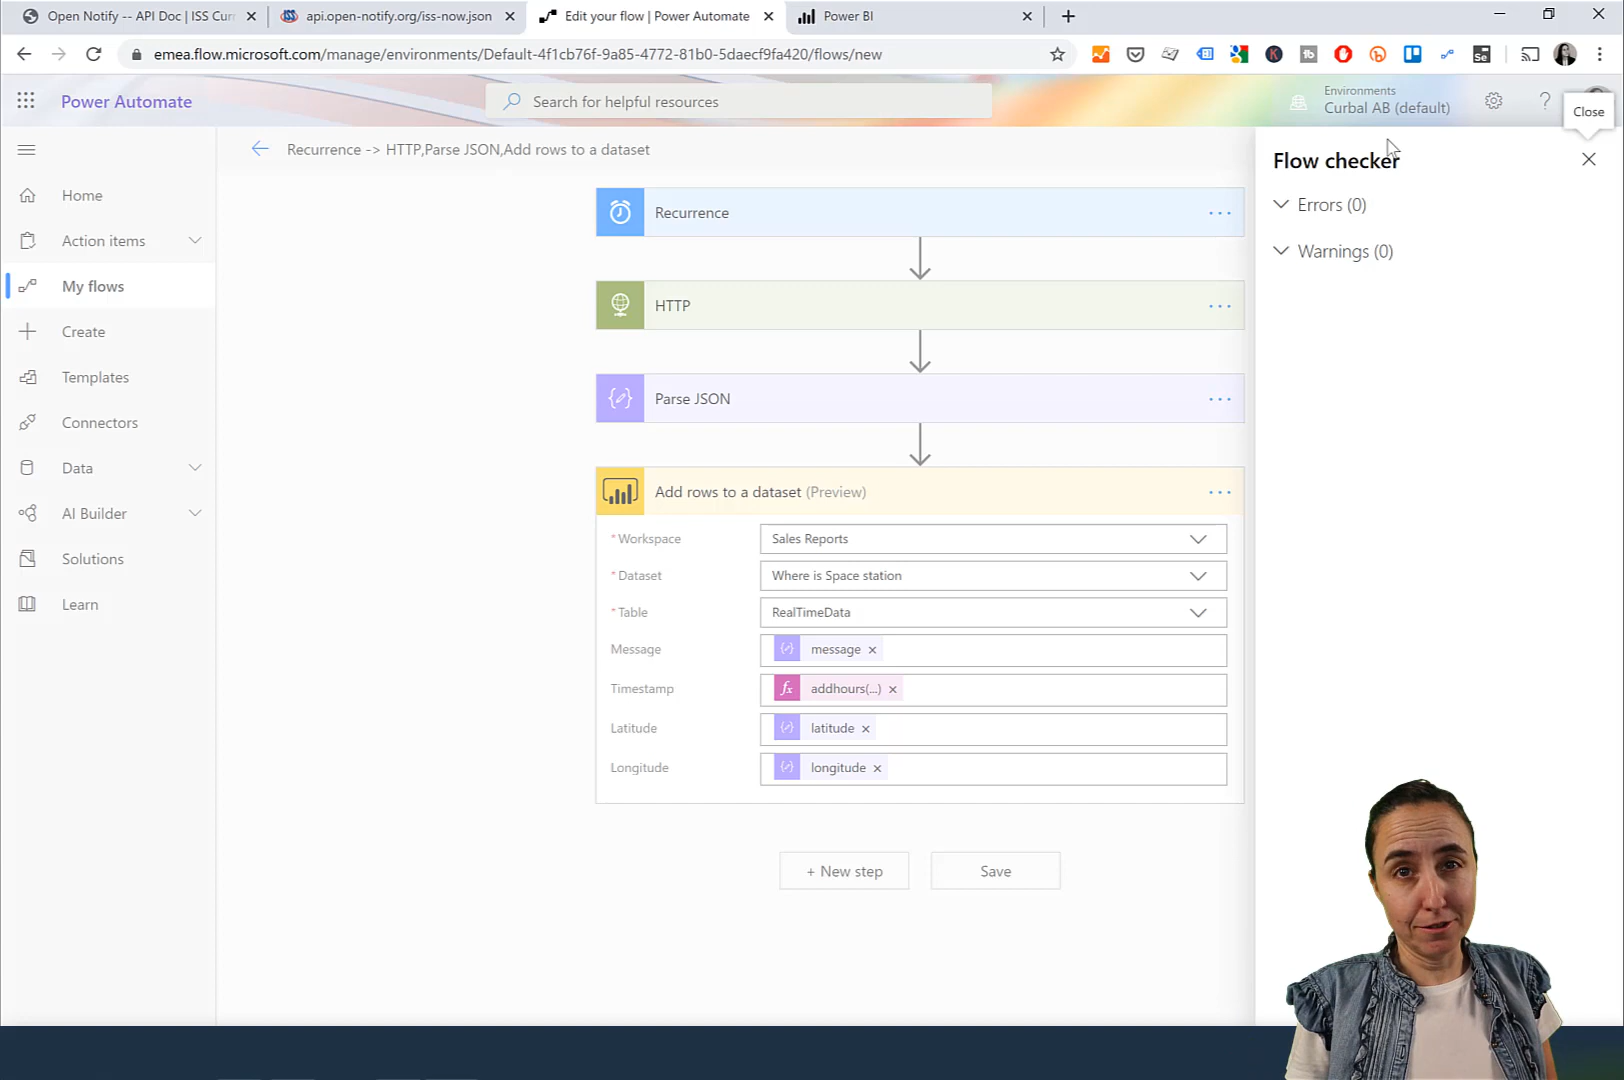 Open Notify -- API Doc | ISS Curr
api.open-notify.org/iss-now.json
Edit your flow | Power Automate
Power BI
emea.flow.microsoft.com/manage/environments/Default-4f1cb76f-9a85-4772-81b0-5daecf9fa420/flows/new
Power Automate
Search for helpful resources
Environments
Curbal AB (default)
Close
Recurrence -> HTTP,Parse JSON,Add rows to a dataset
Flow checker
Errors (0)
Warnings (0)
Home
Action items
My flows
Create
Templates
Connectors
Data
AI Builder
Solutions
Learn
Recurrence
HTTP
Parse JSON
Add rows to a dataset (Preview)
* Workspace Sales Reports
* Dataset Where is Space station
* Table RealTimeData
Message message
Timestamp fx addhours(...)
Latitude latitude
Longitude longitude
+ New step
Save